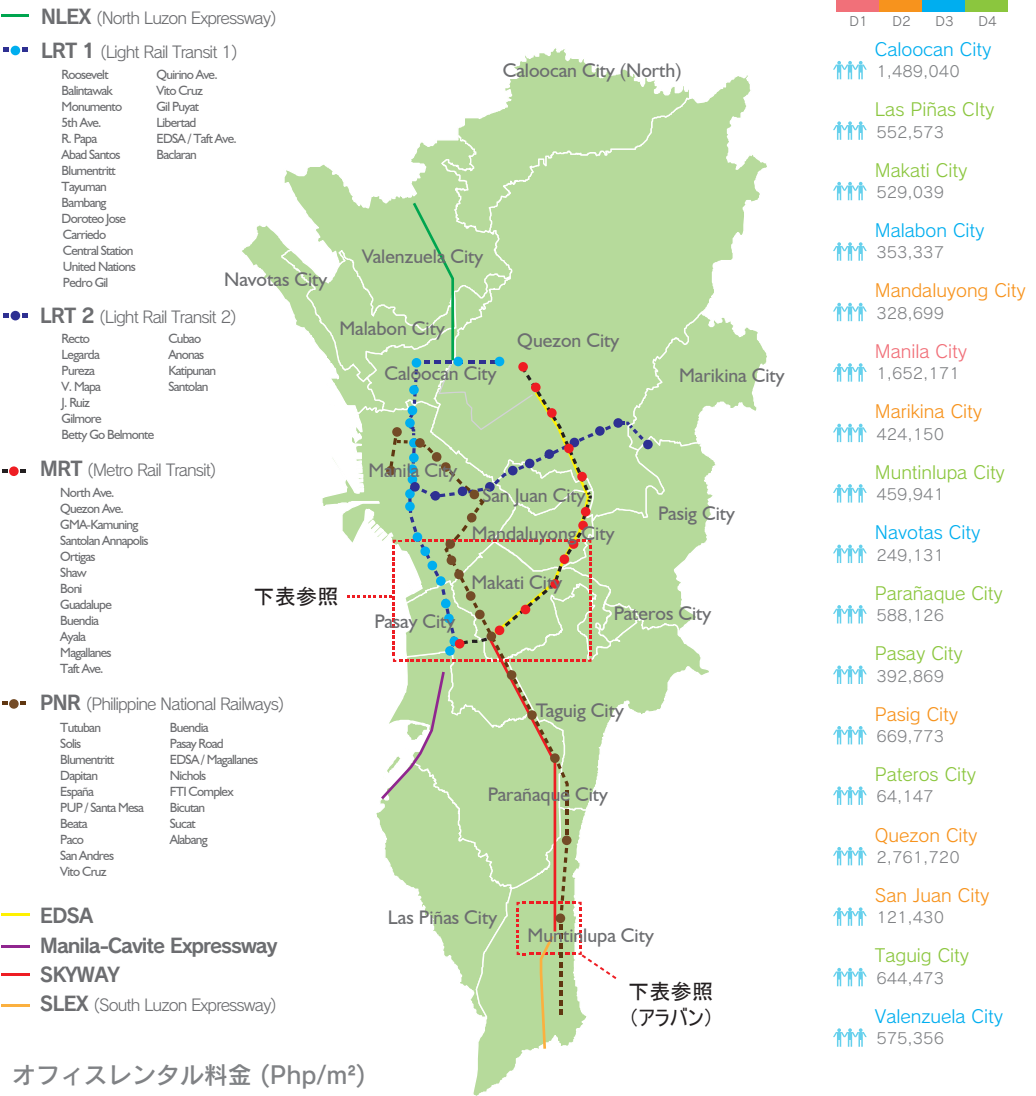 NLEX (North Luzon Expressway)
LRT 1 (Light Rail Transit 1)
Roosevelt
Balintawak
Monumento
5th Ave.
R. Papa
Abad Santos
Blumentritt
Tayuman
Bambang
Doroteo Jose
Carriedo
Central Station
United Nations
Pedro Gil
Quirino Ave.
Vito Cruz
Gil Puyat
Libertad
EDSA / Taft Ave.
Baclaran
LRT 2 (Light Rail Transit 2)
Recto
Legarda
Pureza
V. Mapa
J. Ruiz
Gilmore
Betty Go Belmonte
Cubao
Anonas
Katipunan
Santolan
MRT (Metro Rail Transit)
North Ave.
Quezon Ave.
GMA-Kamuning
Santolan Annapolis
Ortigas
Shaw
Boni
Guadalupe
Buendia
Ayala
Magallanes
Taft Ave.
PNR (Philippine National Railways)
Tutuban
Solis
Blumentritt
Dapitan
España
PUP / Santa Mesa
Beata
Paco
San Andres
Vito Cruz
Buendia
Pasay Road
EDSA / Magallanes
Nichols
FTI Complex
Bicutan
Sucat
Alabang
EDSA
Manila-Cavite Expressway
SKYWAY
SLEX (South Luzon Expressway)
オフィスレンタル料金 (Php/m²)
Caloocan City (North)
Valenzuela City
Navotas City
Malabon City
Quezon City
Caloocan City
Marikina City
Manila City
San Juan City
Pasig City
Mandaluyong City
Makati City
下表参照
Pasay City
Pateros City
Taguig City
Parañaque City
Las Piñas City
Muntinlupa City
下表参照
（アラバン）
D1 D2 D3 D4
Caloocan City
1,489,040
Las Piñas CIty
552,573
Makati City
529,039
Malabon City
353,337
Mandaluyong City
328,699
Manila City
1,652,171
Marikina City
424,150
Muntinlupa City
459,941
Navotas City
249,131
Parañaque City
588,126
Pasay City
392,869
Pasig City
669,773
Pateros City
64,147
Quezon City
2,761,720
San Juan City
121,430
Taguig City
644,473
Valenzuela City
575,356